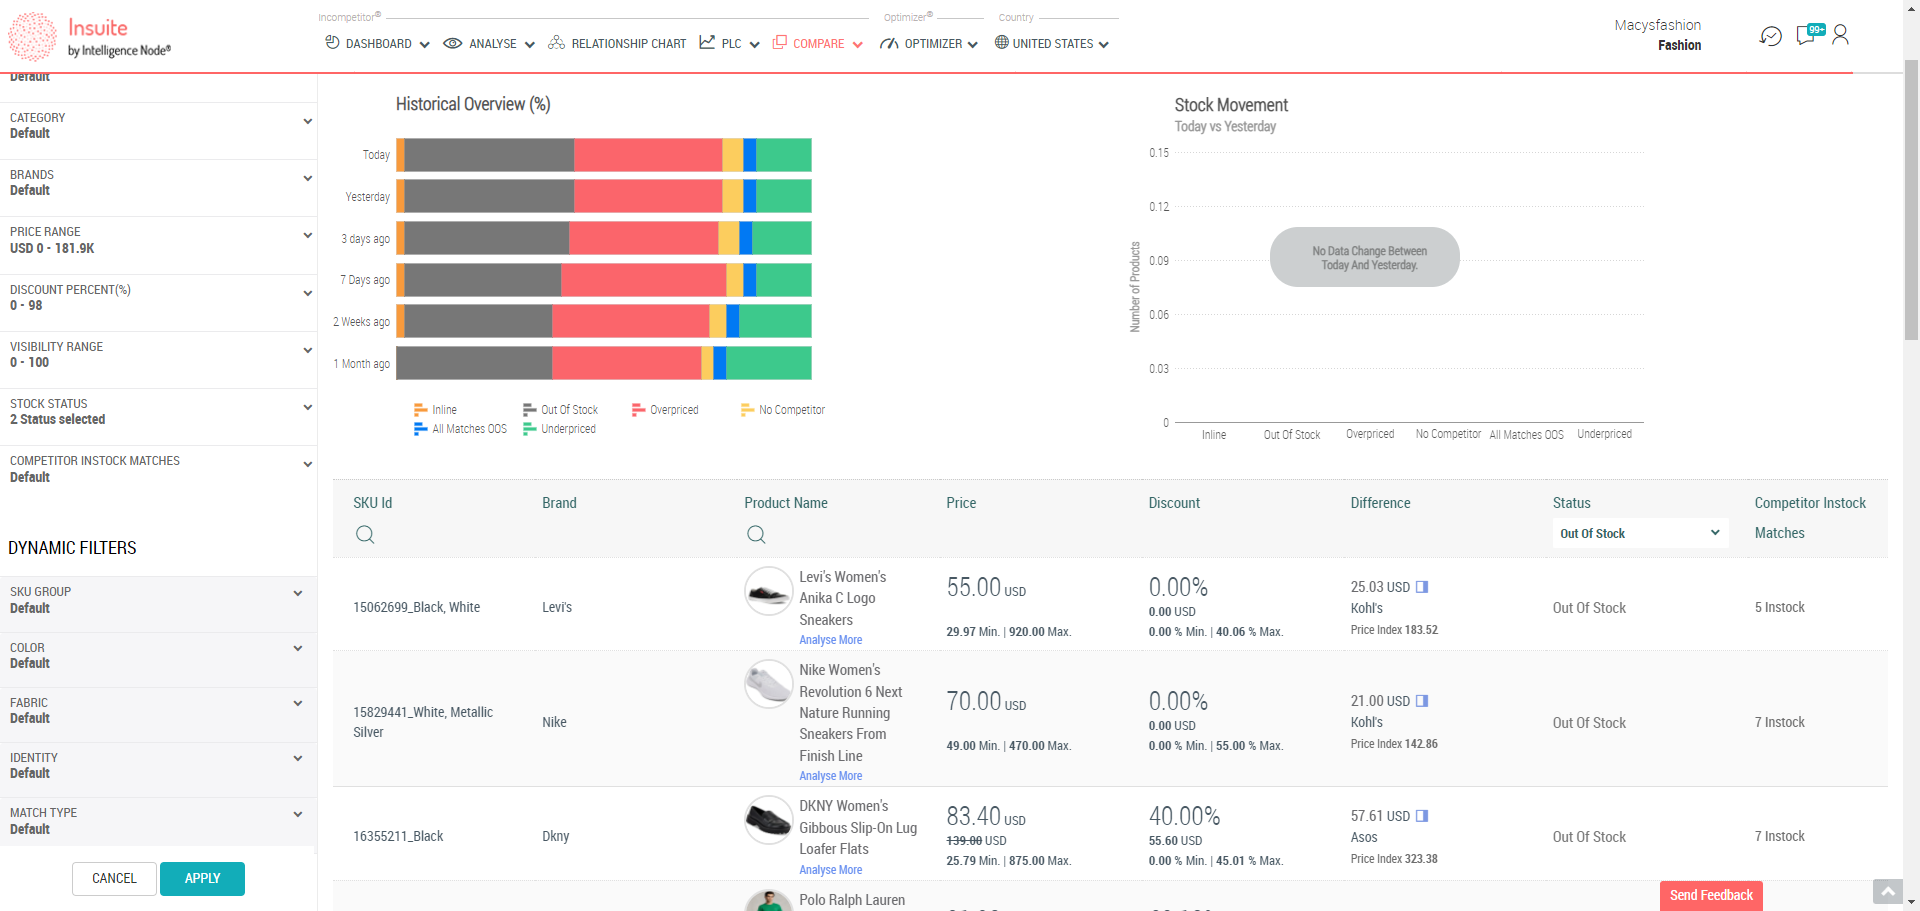 Insuite
by Intelligence Node®
Incompetitor®
Optimizer®
Country
DASHBOARD
ANALYSE
RELATIONSHIP CHART
PLC
COMPARE
OPTIMIZER
UNITED STATES
Macysfashion
Fashion
99+
Default
CATEGORY
Default
BRANDS
Default
PRICE RANGE
USD 0 - 181.9K
DISCOUNT PERCENT(%)
0 - 98
VISIBILITY RANGE
0 - 100
STOCK STATUS
2 Status selected
COMPETITOR INSTOCK MATCHES
Default
DYNAMIC FILTERS
SKU GROUP
Default
COLOR
Default
FABRIC
Default
IDENTITY
Default
MATCH TYPE
Default
CANCEL
APPLY
Historical Overview (%)
Today
Yesterday
3 days ago
7 Days ago
2 Weeks ago
1 Month ago
Inline
Out Of Stock
Overpriced
No Competitor
All Matches OOS
Underpriced
Stock Movement
Today vs Yesterday
Number of Products
0.15
0.12
0.09
0.06
0.03
0
No Data Change Between
Today And Yesterday.
Inline
Out Of Stock
Overpriced
No Competitor
All Matches OOS
Underpriced
SKU Id
Brand
Product Name
Price
Discount
Difference
Status
Out Of Stock
Competitor Instock
Matches
15062699_Black, White
Levi's
Levi's Women's
Anika C Logo
Sneakers
Analyse More
55.00 USD
29.97 Min. | 920.00 Max.
0.00%
0.00 USD
0.00 % Min. | 40.06 % Max.
25.03 USD
Kohl's
Price Index 183.52
Out Of Stock
5 Instock
15829441_White, Metallic
Silver
Nike
Nike Women's
Revolution 6 Next
Nature Running
Sneakers From
Finish Line
Analyse More
70.00 USD
49.00 Min. | 470.00 Max.
0.00%
0.00 USD
0.00 % Min. | 55.00 % Max.
21.00 USD
Kohl's
Price Index 142.86
Out Of Stock
7 Instock
16355211_Black
Dkny
DKNY Women's
Gibbous Slip-On Lug
Loafer Flats
Analyse More
83.40 USD
139.00 USD
25.79 Min. | 875.00 Max.
40.00%
55.60 USD
0.00 % Min. | 45.01 % Max.
57.61 USD
Asos
Price Index 323.38
Out Of Stock
7 Instock
Polo Ralph Lauren
Send Feedback